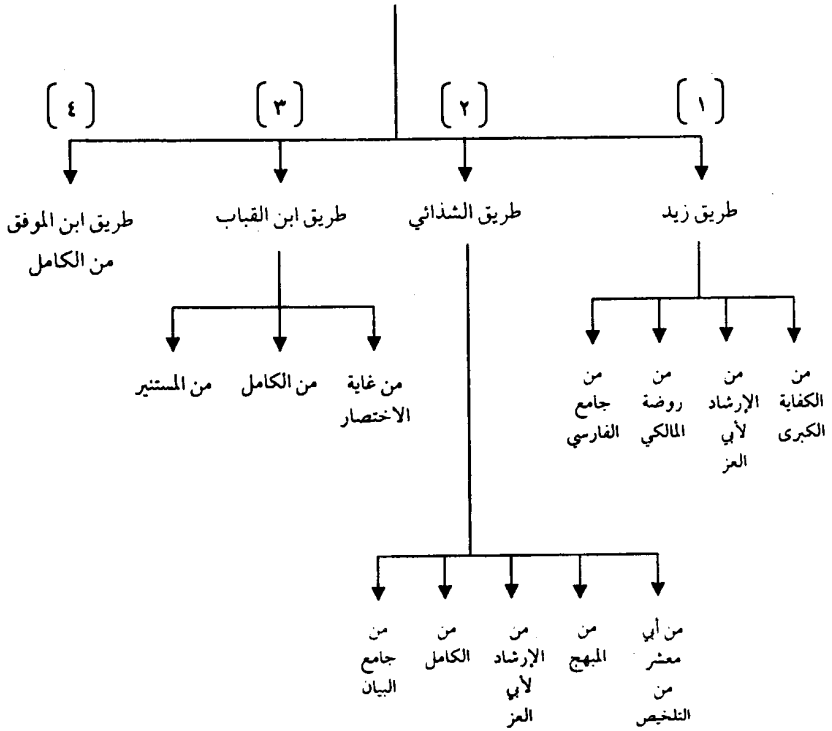 (١)
(٢)
(٣)
(٤)
طريق زيد
طريق الشذائي
طريق ابن القباب
طريق ابن الموفق
من الكامل
من
الكفاية
الكبرى
من
الإرشاد
لأبي
العز
من
روضة
المالكي
من
جامع
الفارسي
من غاية
الاختصار
من الكامل
من المستنير
من أبي
معشر
من
التلخيص
من
المبهج
من
الإرشاد
لأبي
العز
من
الكامل
من
جامع
البيان